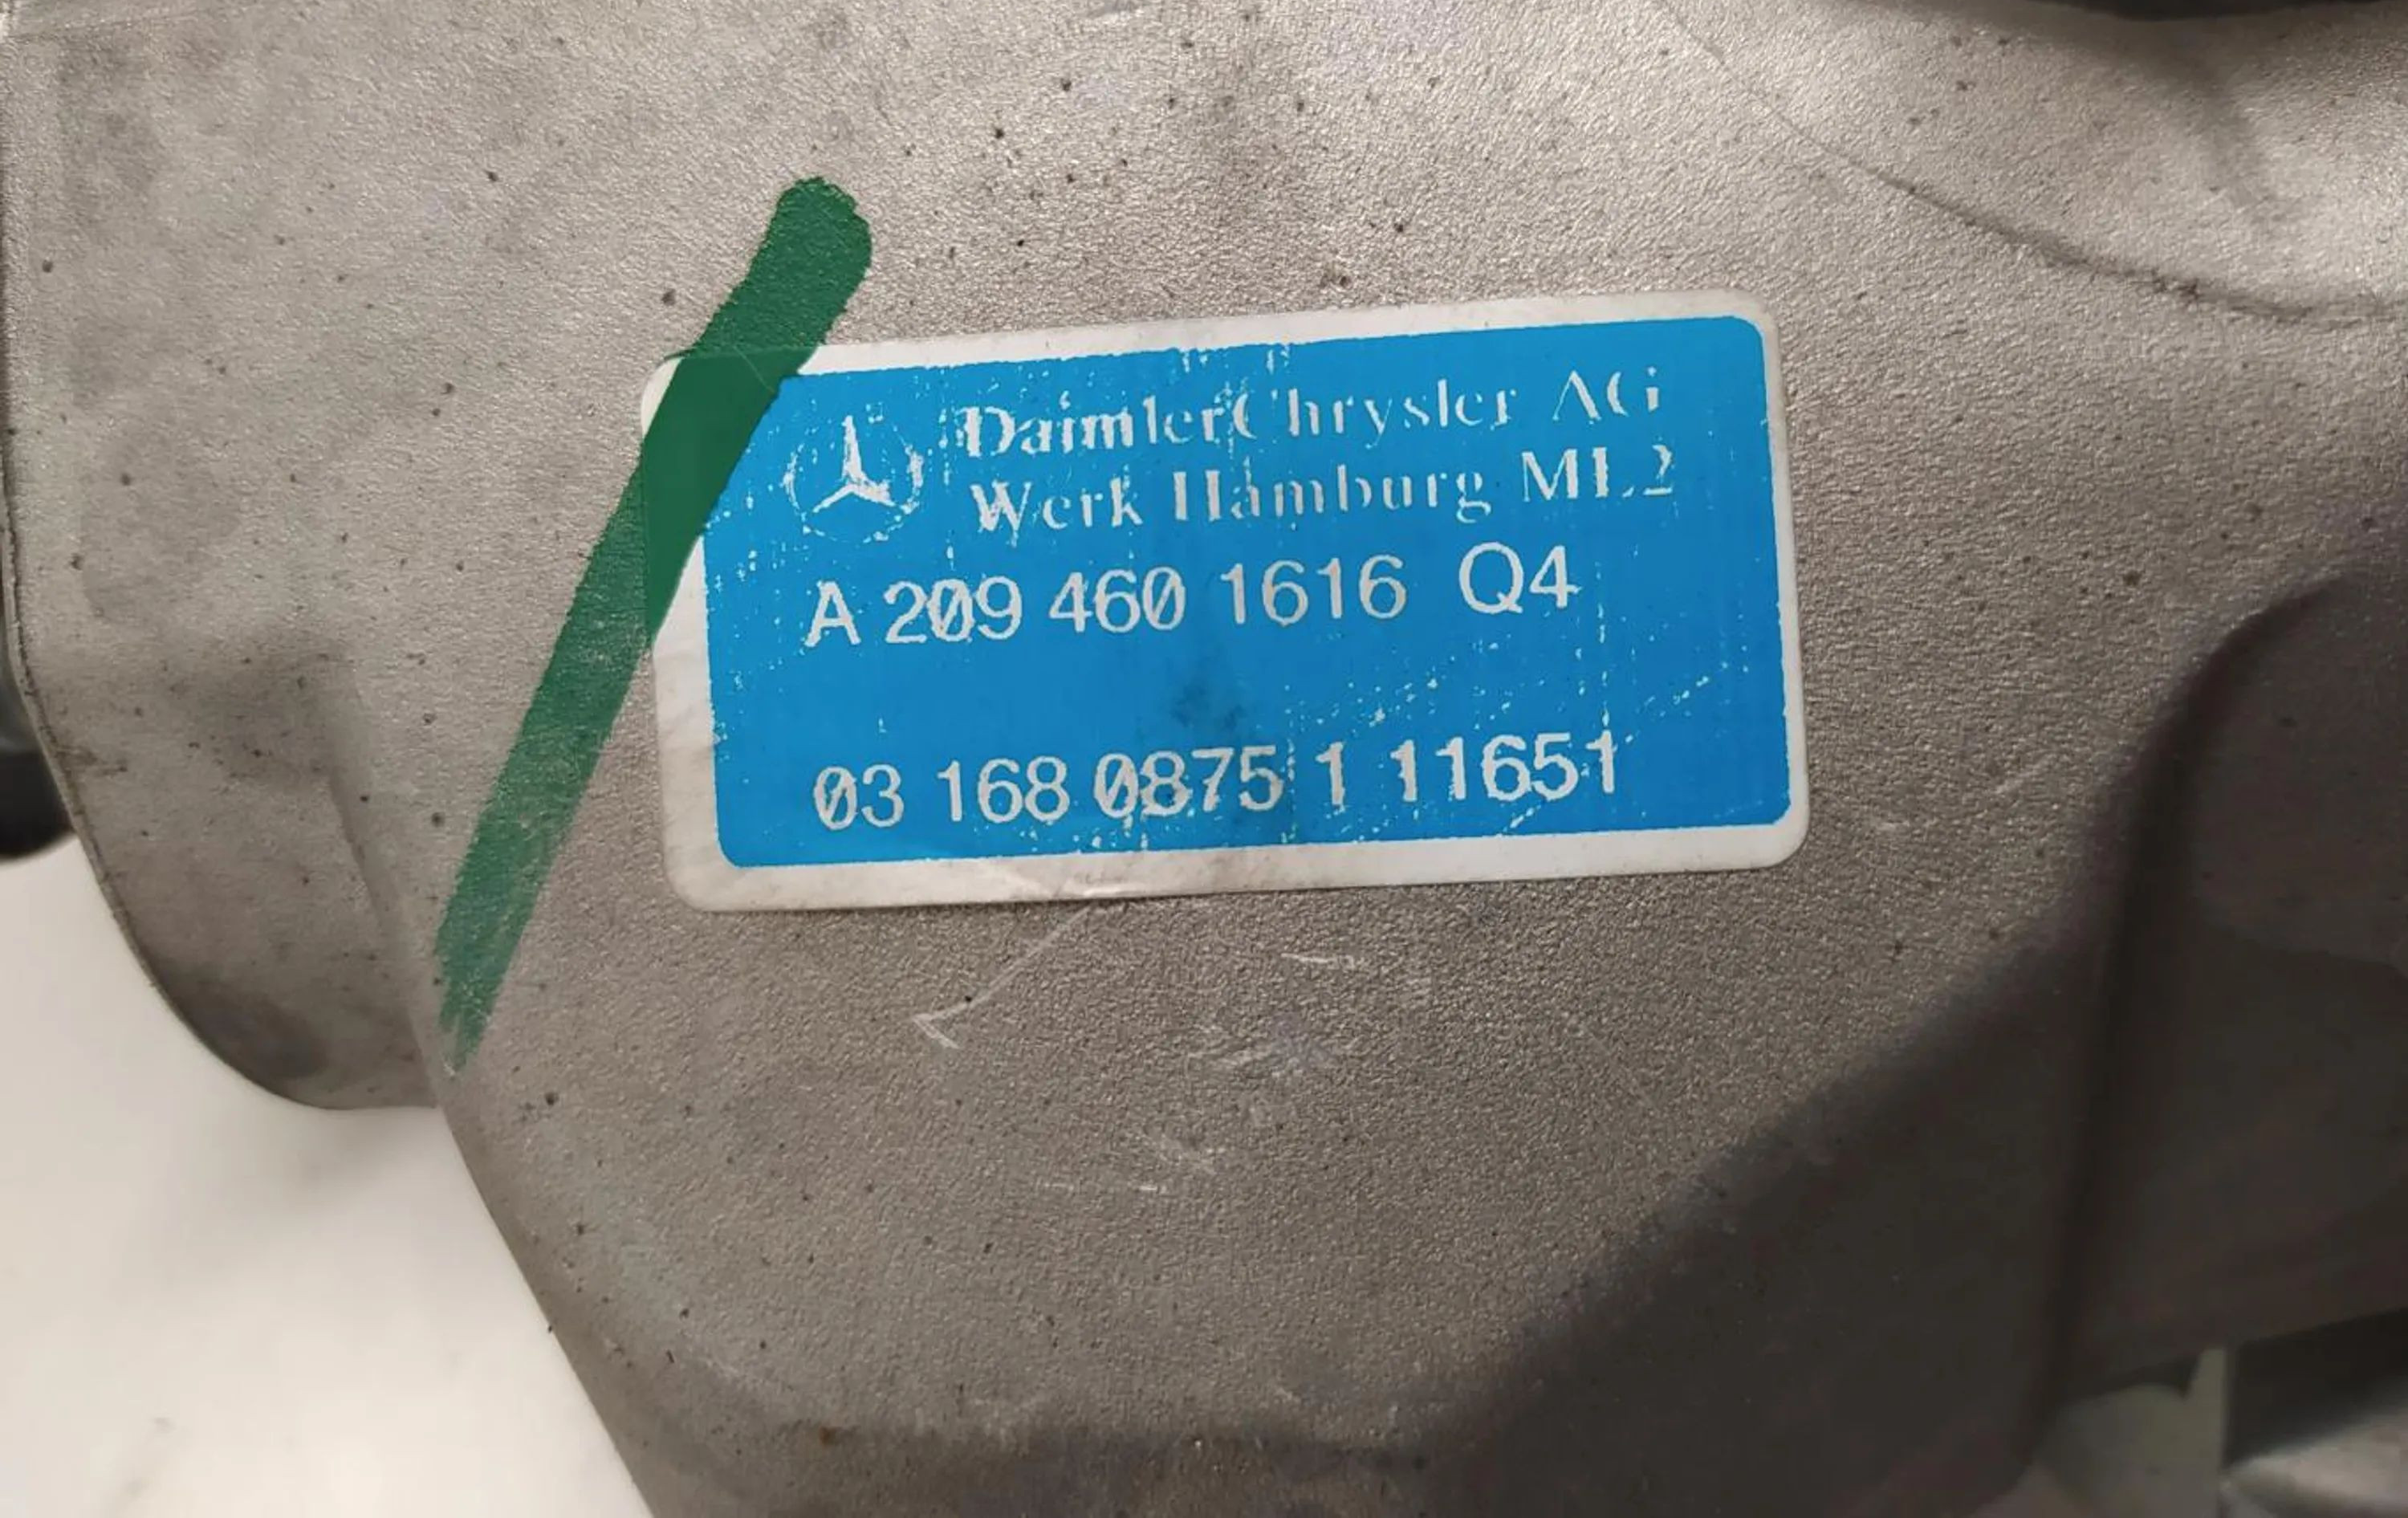 DaimlerChrysler AG
Werk Hamburg ML2
A 209 460 1616 Q4
03 168 0875 1 11651